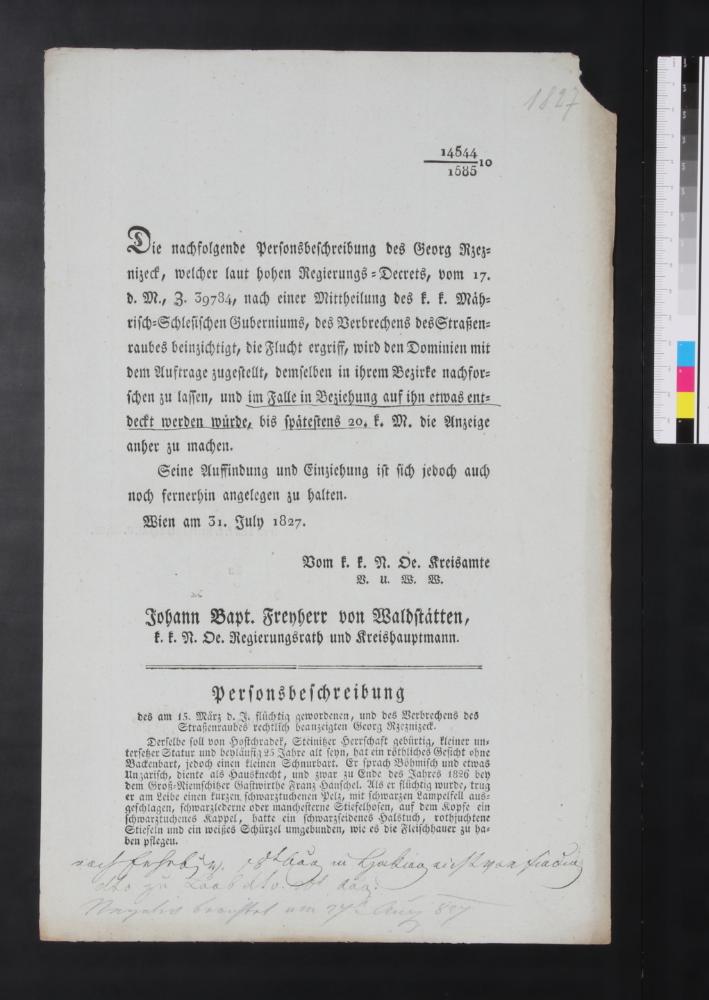 1827
14544
1585 10
Die nachfolgende Personsbeschreibung des Georg Rzez-
nizeck, welcher laut hohen Regierungs-Decrets, vom 17.
d. M., Z. 39784, nach einer Mittheilung des k. k. Mäh-
risch-Schlesischen Guberniums, des Verbrechens des Straßen-
raubes beinzichtigt, die Flucht ergriff, wird den Dominien mit
dem Auftrage zugestellt, demselben in ihrem Bezirke nachfor-
schen zu lassen, und im Falle in Beziehung auf ihn etwas ent-
deckt werden würde, bis spätestens 20. k. M. die Anzeige
anher zu machen.
Seine Auffindung und Einziehung ist sich jedoch auch
noch fernerhin angelegen zu halten.
Wien am 31. July 1827.
Vom k. k. N. Oe. Kreisamte
V. U. W. W.
Johann Bapt. Freyherr von Waldstätten,
k. k. N. Oe. Regierungsrath und Kreishauptmann.
Personsbeschreibung
des am 15. März d. J. flüchtig gewordenen, und des Verbrechens des
Straßenraubes rechtlich beanzeigten Georg Rzeznizeck.
Derselbe soll von Hostchradek, Steinitzer Herrschaft gebürtig, kleiner un-
tersetzer Statur und beyläufig 25 Jahre alt seyn, hat ein röthliches Gesicht ohne
Backenbart, jedoch einen kleinen Schnurbart. Er sprach Böhmisch und etwas
Ungarisch, diente als Hausknecht, und zwar zu Ende des Jahres 1826 bey
dem Groß-Niemschitzer Gastwirthe Franz Hanschel. Als er flüchtig wurde, trug
er am Leibe einen kurzen schwarztuchenen Pelz, mit schwarzen Lampelfell aus-
geschlagen, schwarzlederne oder manchesterne Stiefelhosen, auf dem Kopfe ein
schwarztuchenes Kappel, hatte ein schwarzseidenes Halstuch, rothjuchtene
Stiefeln und ein weißes Schürzel umgebunden, wie es die Fleischhauer zu ha-
ben pflegen.